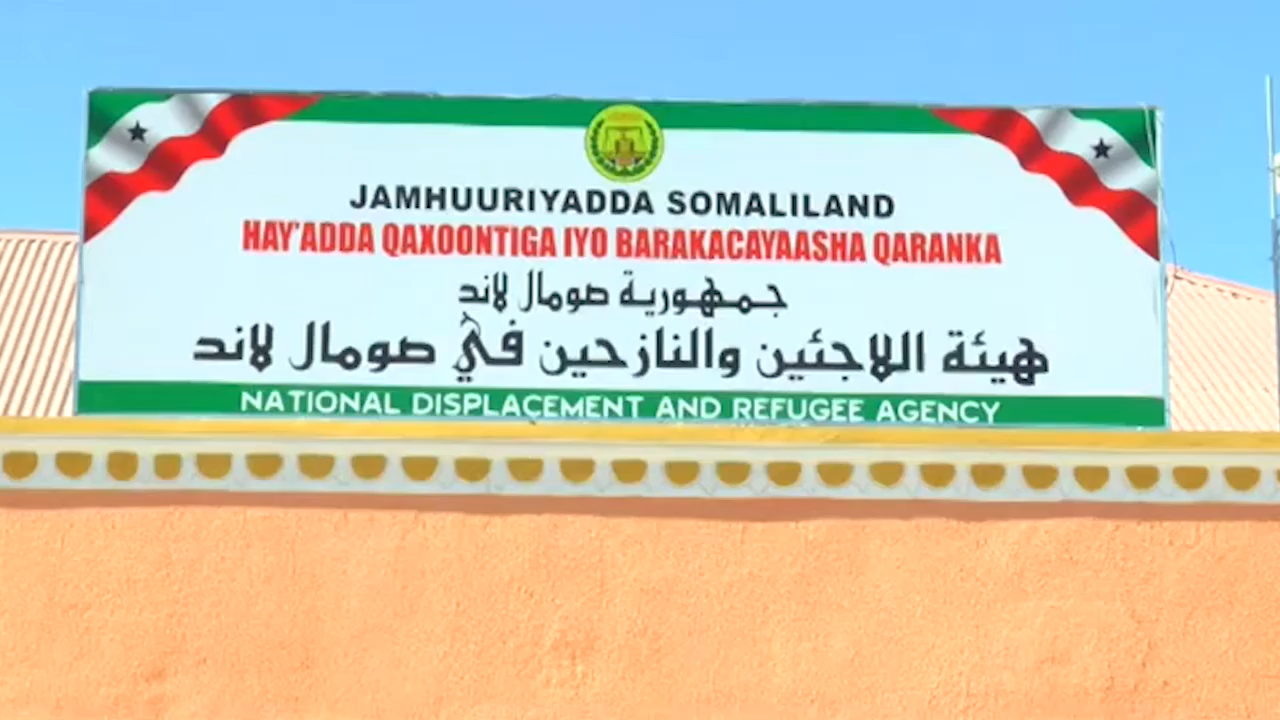 JAMHUURIYADDA SOMALILAND
HAY'ADDA QAXOONTIGA IYO BARAKACAYAASHA QARANKA
جمهورية صومال لاند
هيئة اللاجئين والنازحين في صومال لاند
NATIONAL DISPLACEMENT AND REFUGEE AGENCY